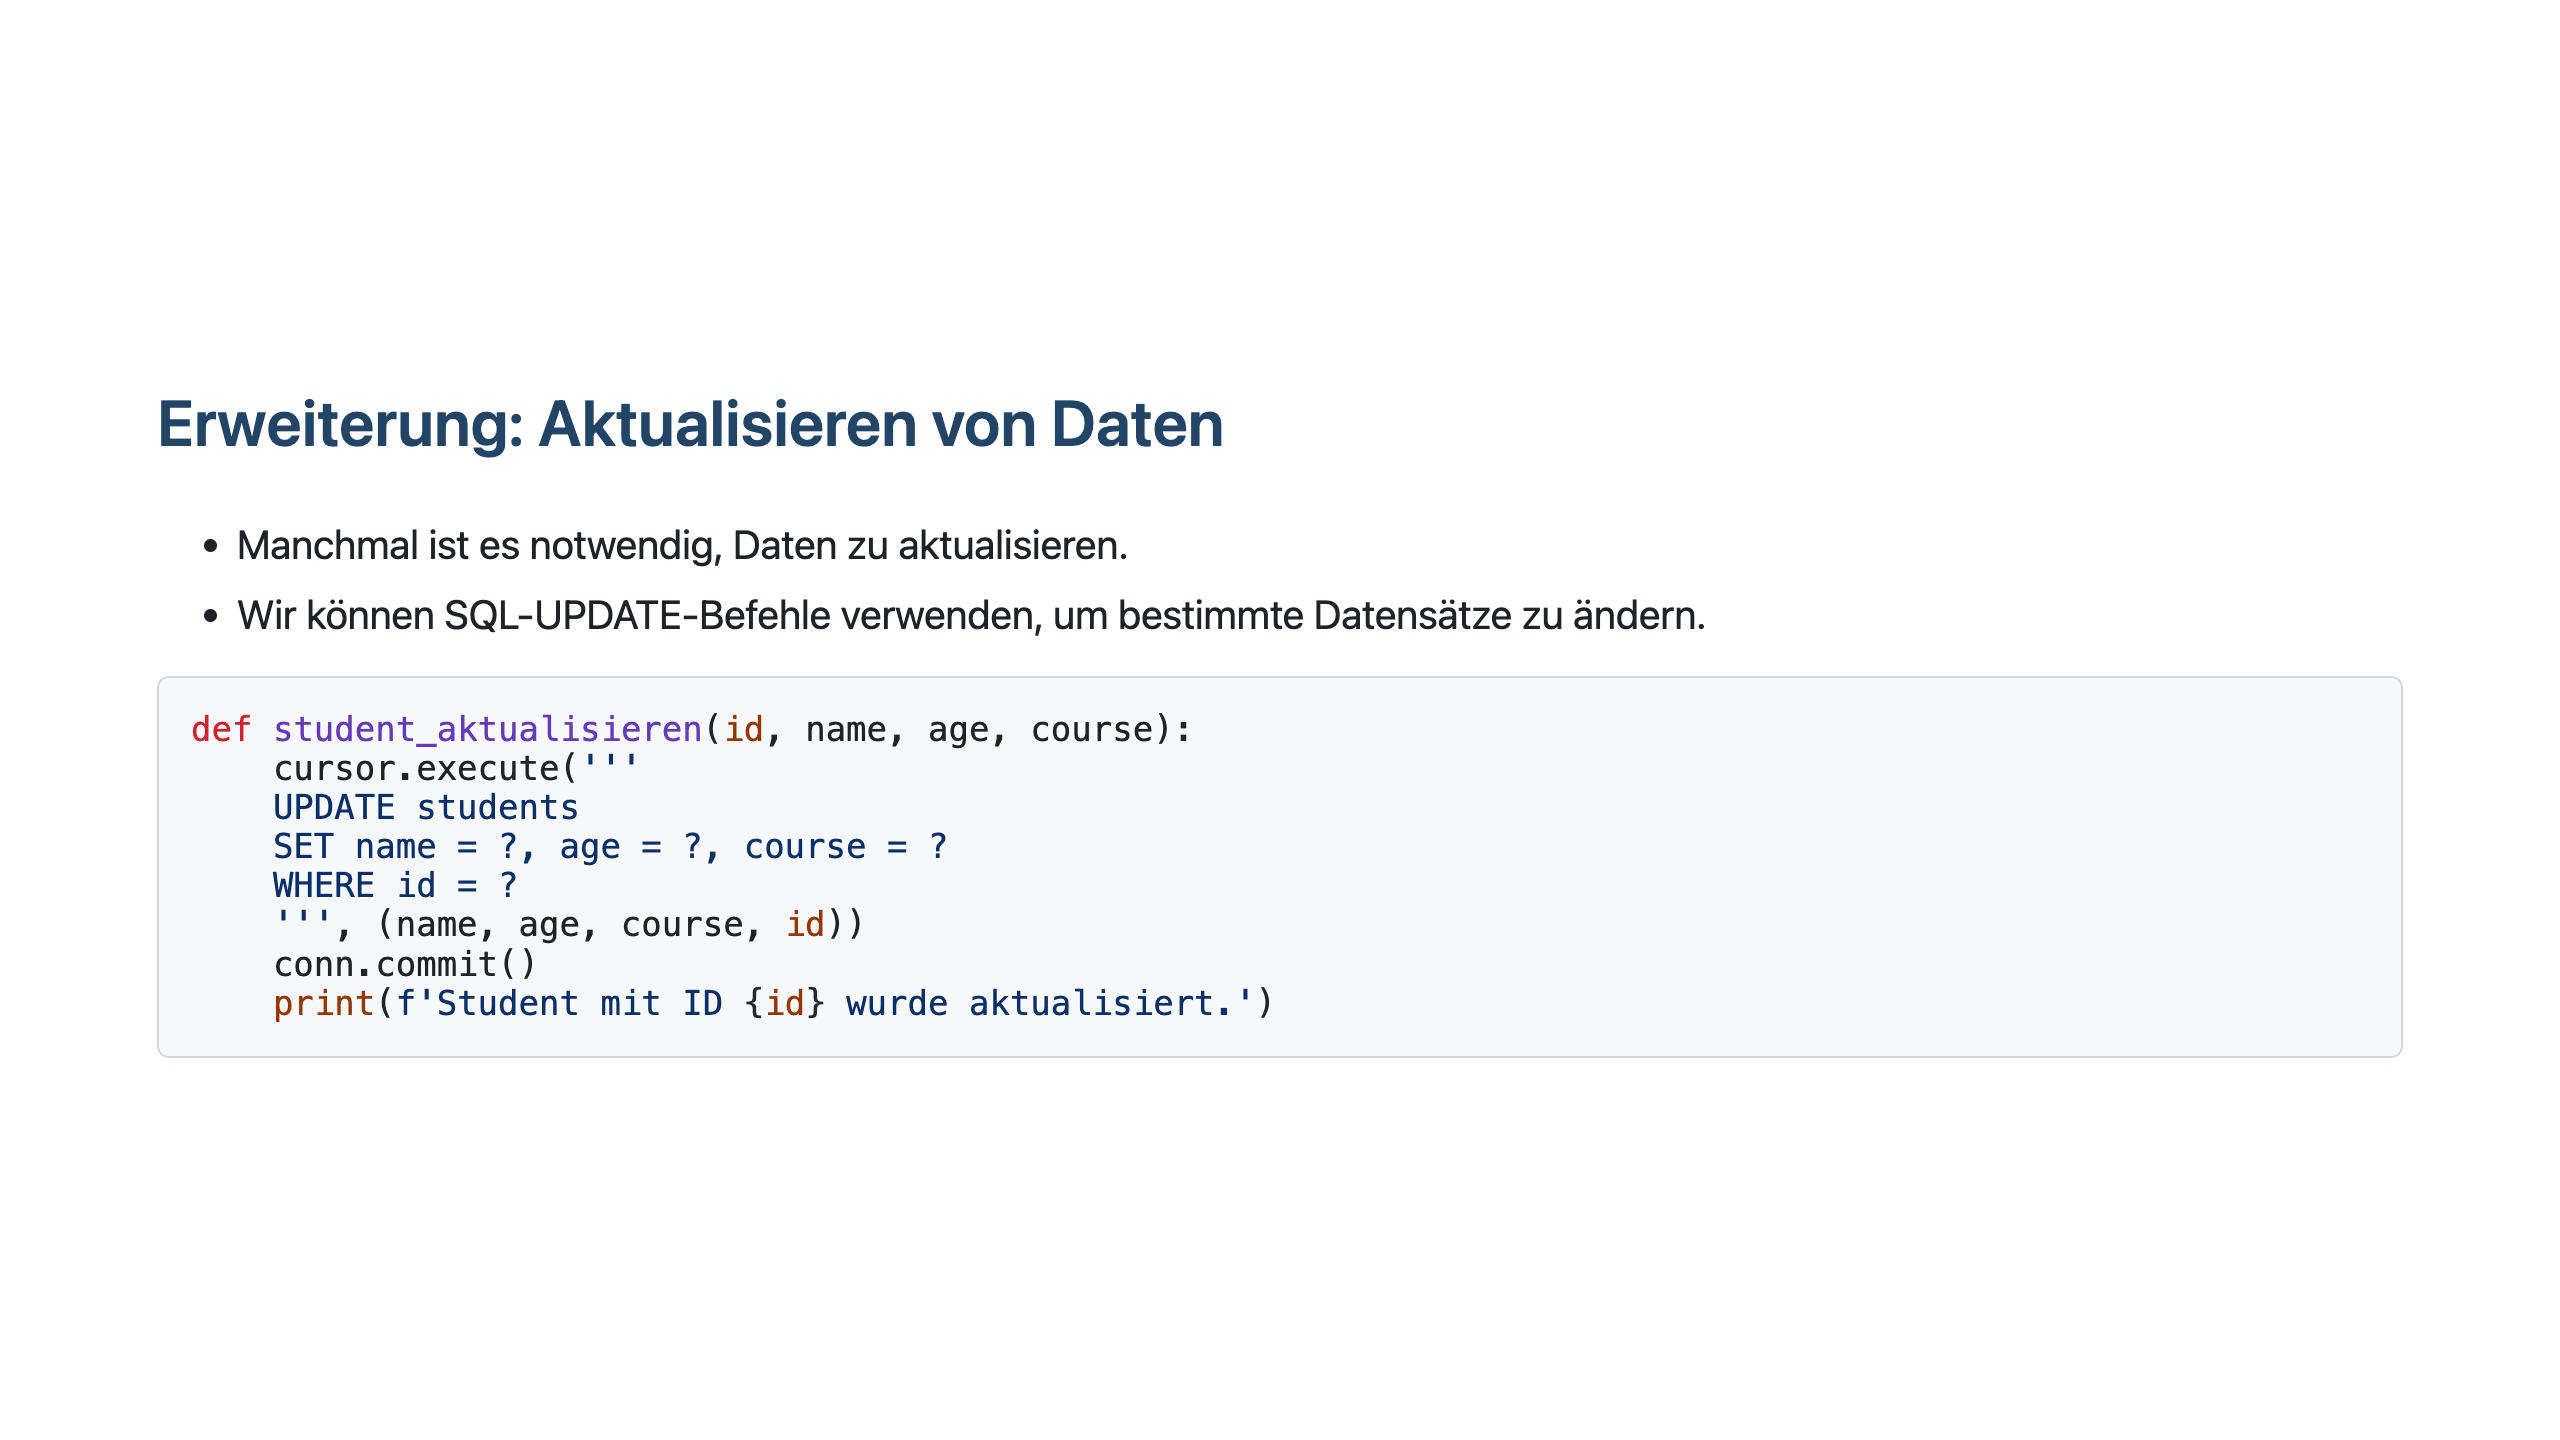 Erweiterung: Aktualisieren von Daten
• Manchmal ist es notwendig, Daten zu aktualisieren.
• Wir können SQL-UPDATE-Befehle verwenden, um bestimmte Datensätze zu ändern.
def student_aktualisieren(id, name, age, course):
    cursor.execute('''
    UPDATE students
    SET name = ?, age = ?, course = ?
    WHERE id = ?
    ''', (name, age, course, id))
    conn.commit()
    print(f'Student mit ID {id} wurde aktualisiert.')